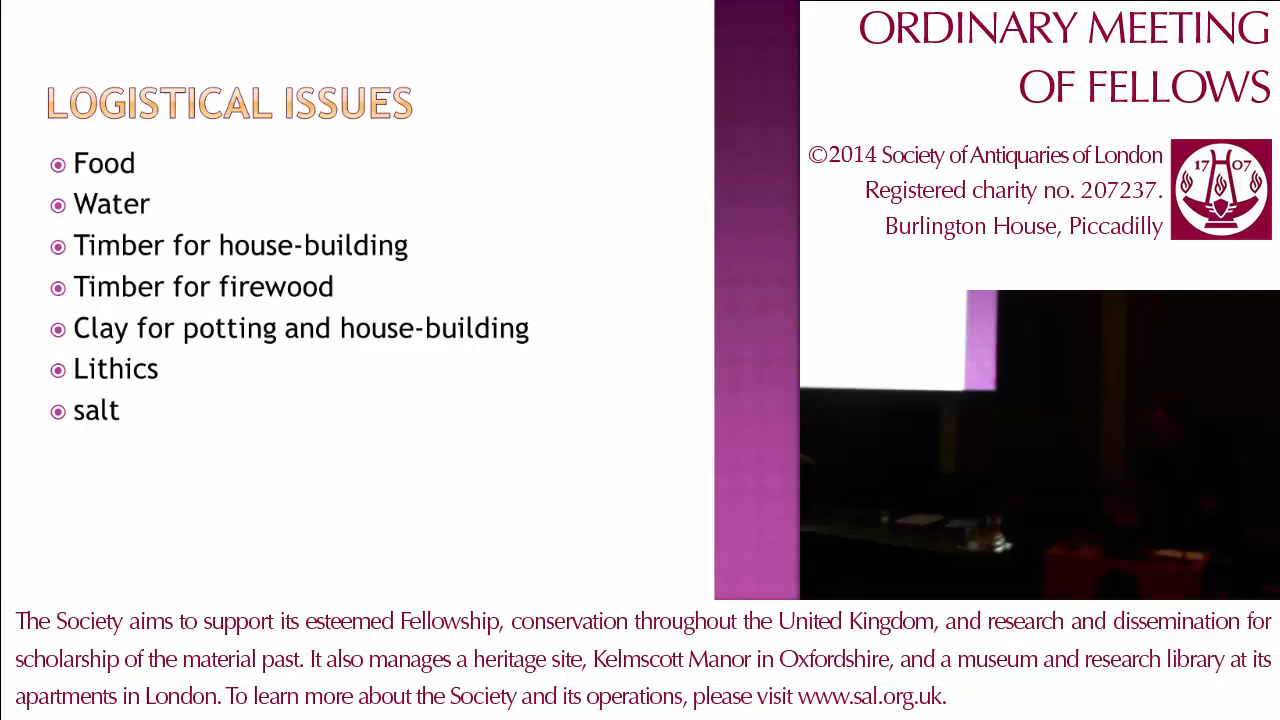 LOGISTICAL ISSUES
Food
Water
Timber for house-building
Timber for firewood
Clay for potting and house-building
Lithics
salt
ORDINARY MEETING
OF FELLOWS
©2014 Society of Antiquaries of London
Registered charity no. 207237.
Burlington House, Piccadilly
17 07
The Society aims to support its esteemed Fellowship, conservation throughout the United Kingdom, and research and dissemination for
scholarship of the material past. It also manages a heritage site, Kelmscott Manor in Oxfordshire, and a museum and research library at its
apartments in London. To learn more about the Society and its operations, please visit www.sal.org.uk.